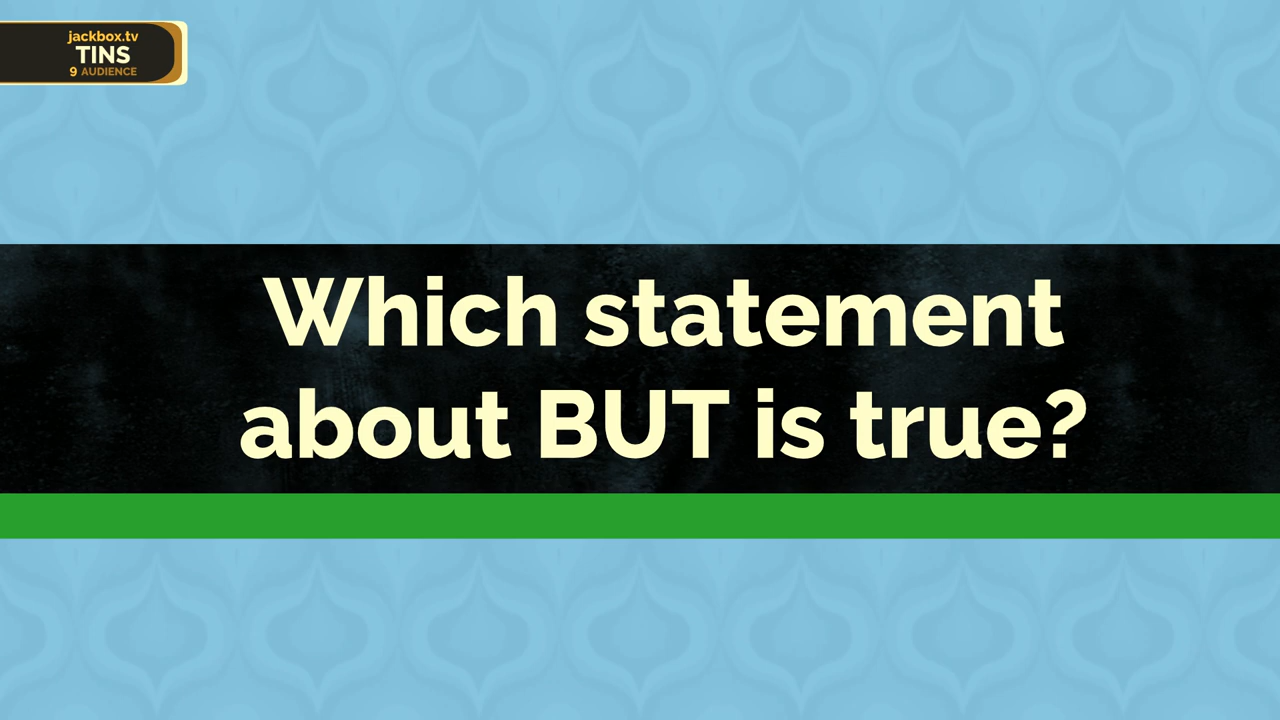 jackbox.tv
TINS
9 AUDIENCE
Which statement
about BUT is true?